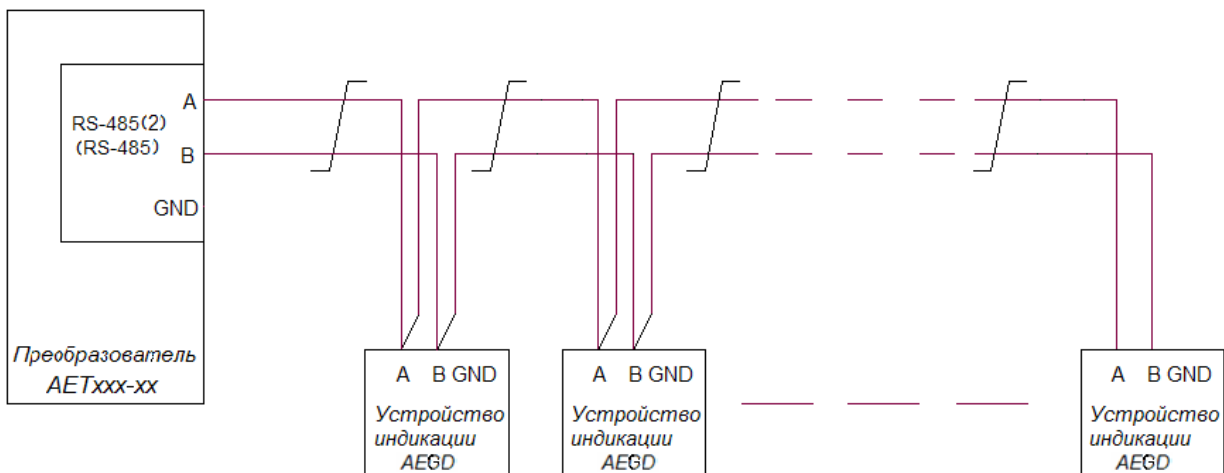 A
RS-485(2)
(RS-485)
B
GND
Преобразователь
АЕТxxx-xx
A B GND
Устройство
индикации
AEGD
A B GND
Устройство
индикации
AEGD
A B GND
Устройство
индикации
AEGD